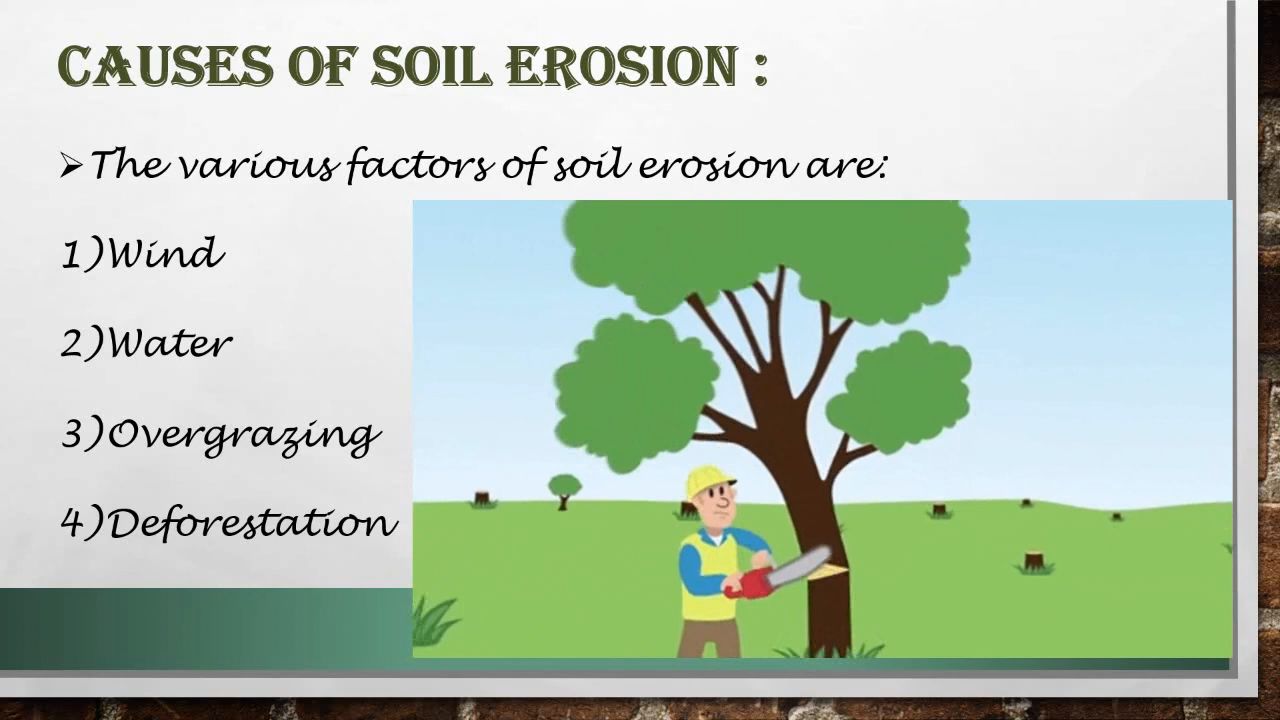 CAUSES OF SOIL EROSION :
➢The various factors of soil erosion are:
1)Wind
2)Water
3)Overgrazing
4)Deforestation